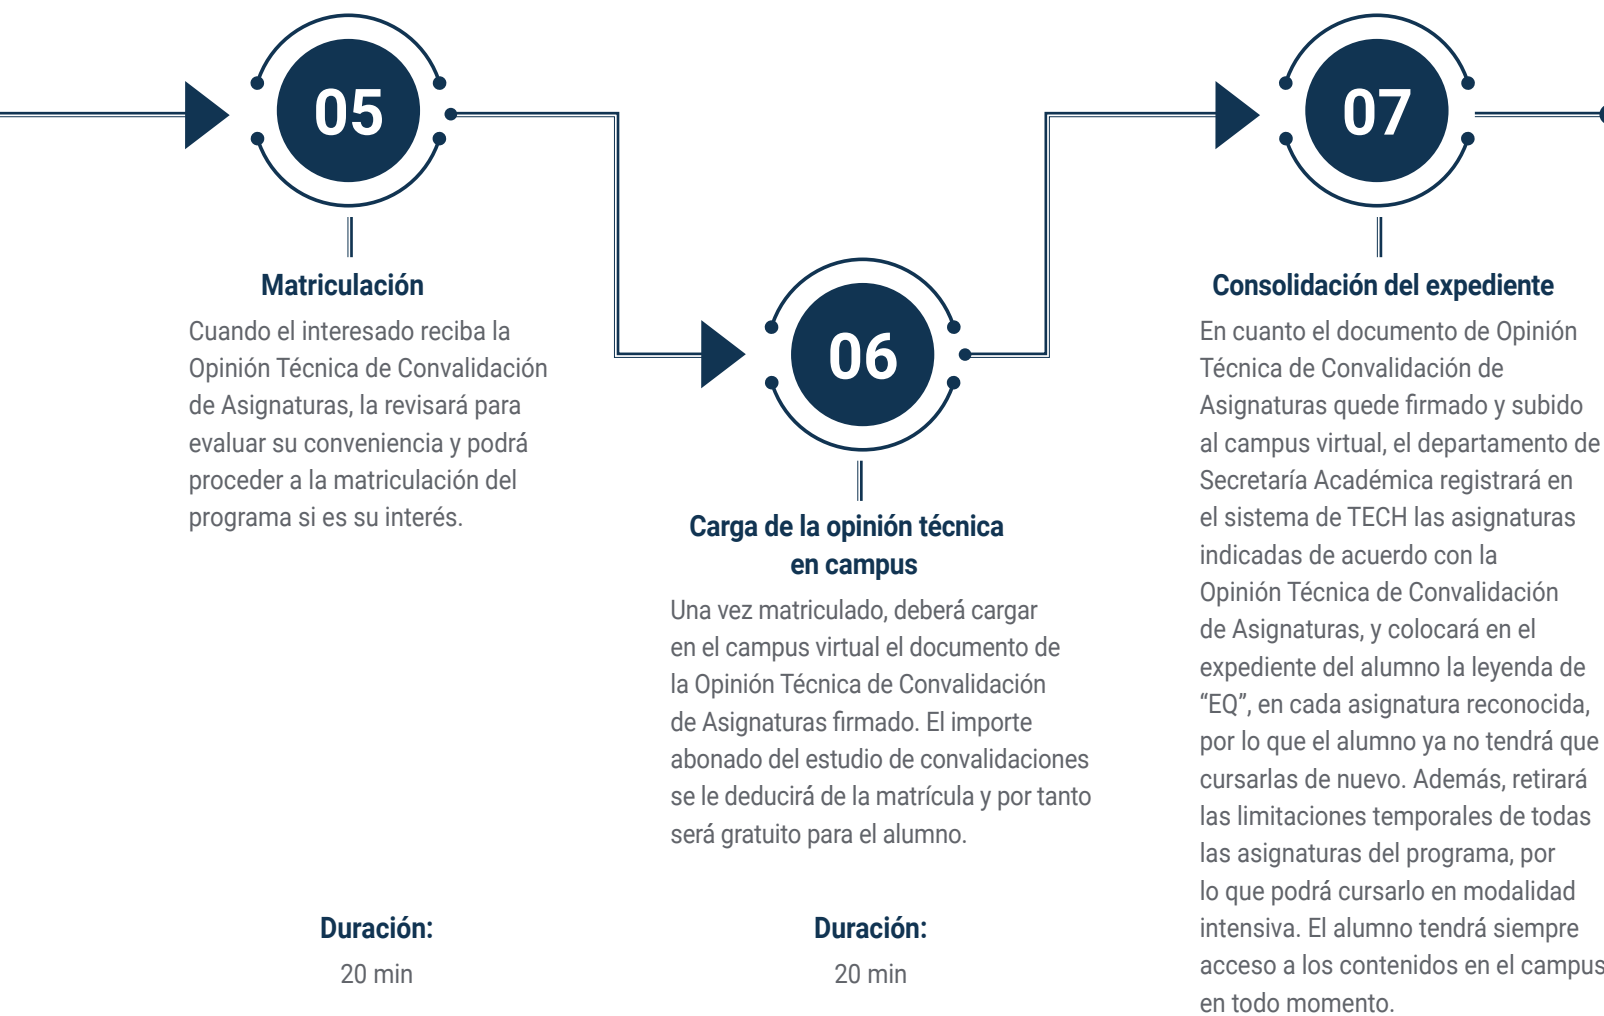 05
Matriculación
Cuando el interesado reciba la
Opinión Técnica de Convalidación
de Asignaturas, la revisará para
evaluar su conveniencia y podrá
proceder a la matriculación del
programa si es su interés.
Duración:
20 min
06
Carga de la opinión técnica
en campus
Una vez matriculado, deberá cargar
en el campus virtual el documento de
la Opinión Técnica de Convalidación
de Asignaturas firmado. El importe
abonado del estudio de convalidaciones
se le deducirá de la matrícula y por tanto
será gratuito para el alumno.
Duración:
20 min
07
Consolidación del expediente
En cuanto el documento de Opinión
Técnica de Convalidación de
Asignaturas quede firmado y subido
al campus virtual, el departamento de
Secretaría Académica registrará en
el sistema de TECH las asignaturas
indicadas de acuerdo con la
Opinión Técnica de Convalidación
de Asignaturas, y colocará en el
expediente del alumno la leyenda de
“EQ”, en cada asignatura reconocida,
por lo que el alumno ya no tendrá que
cursarlas de nuevo. Además, retirará
las limitaciones temporales de todas
las asignaturas del programa, por
lo que podrá cursarlo en modalidad
intensiva. El alumno tendrá siempre
acceso a los contenidos en el campus
en todo momento.